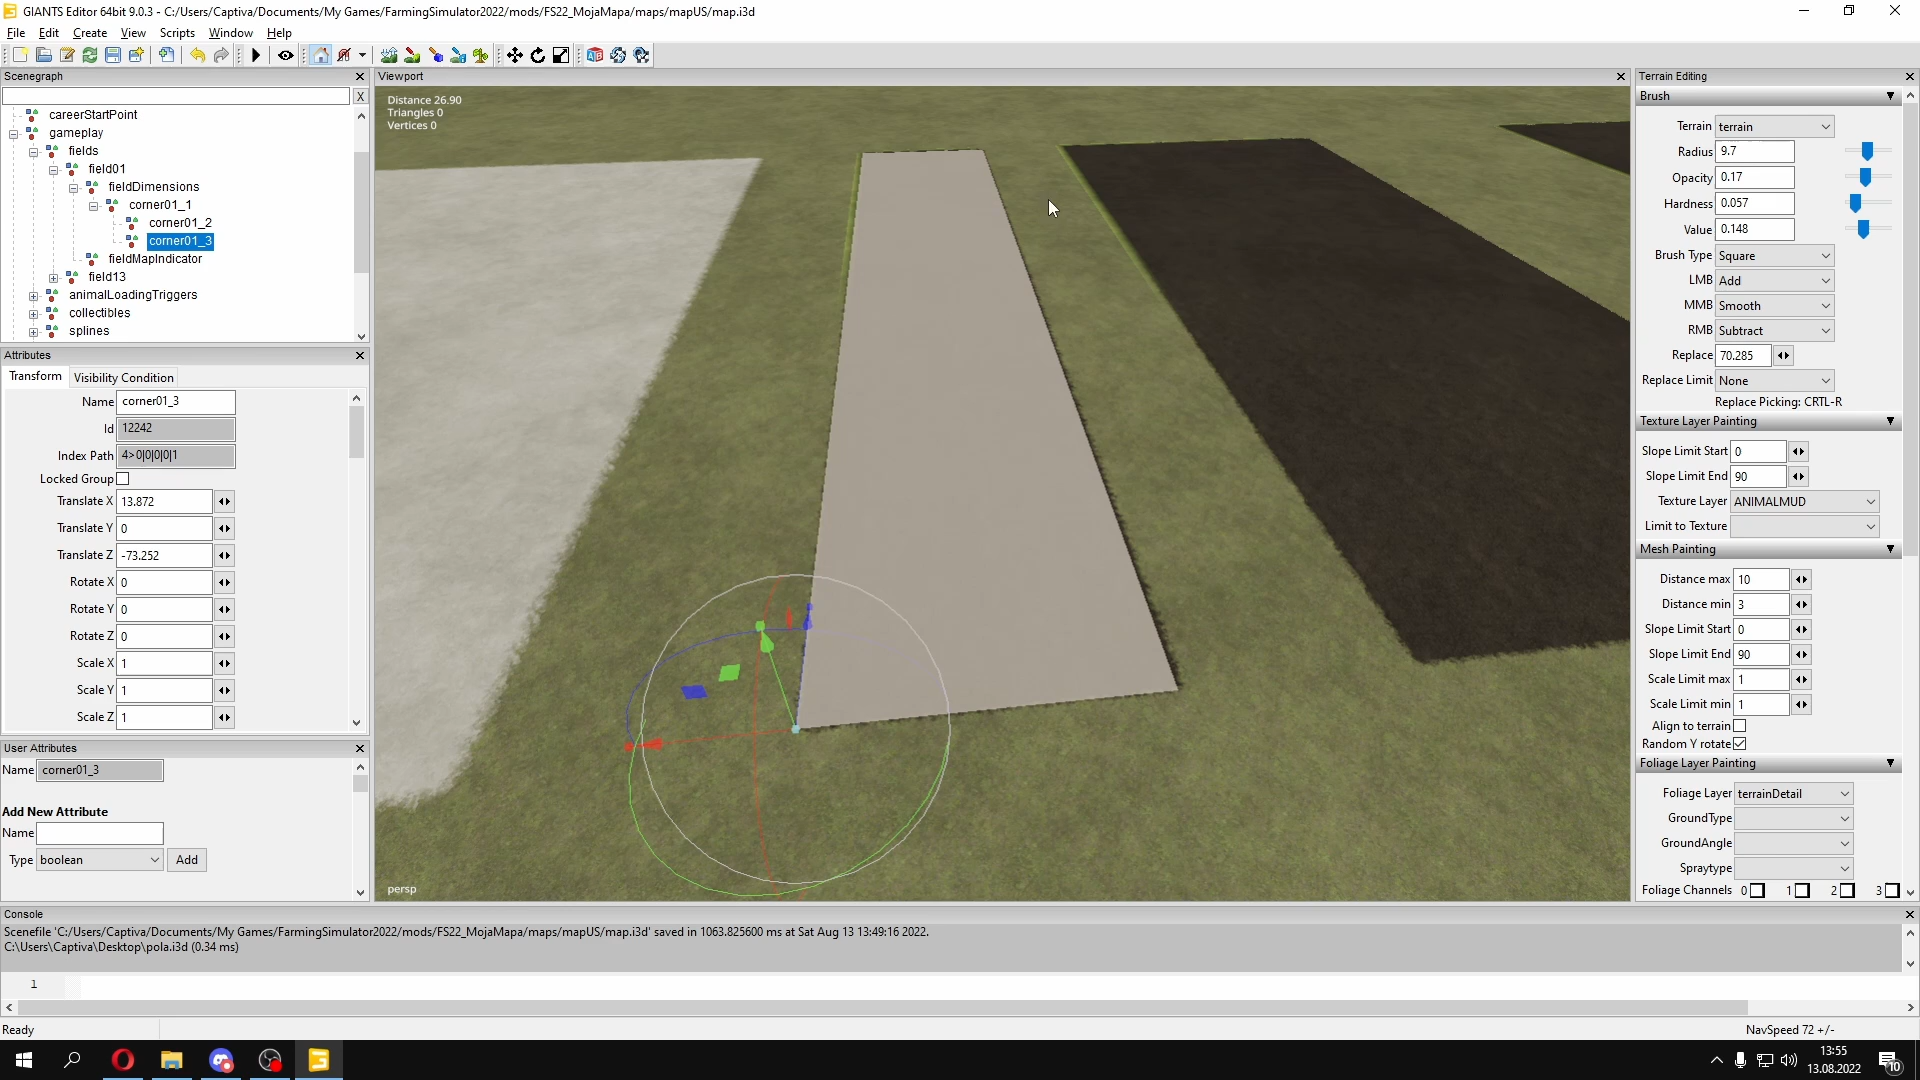 GIANTS Editor 64bit 9.0.3 - C:/Users/Captiva/Documents/My Games/FarmingSimulator2022/mods/FS22_MojaMapa/maps/mapUS/map.i3d
File Edit Create View Scripts Window Help
Scenegraph
X
careerStartPoint
gameplay
fields
field01
fieldDimensions
corner01_1
corner01_2
corner01_3
fieldMapIndicator
field13
animalLoadingTriggers
collectibles
splines
Attributes
Transform Visibility Condition
Name corner01_3
Id 12242
Index Path 4>0|0|0|0|1
Locked Group
Translate X 13.872
Translate Y 0
Translate Z -73.252
Rotate X 0
Rotate Y 0
Rotate Z 0
Scale X 1
Scale Y 1
Scale Z 1
User Attributes
Name corner01_3
Add New Attribute
Name
Type boolean Add
Viewport
Distance 26.90
Triangles 0
Vertices 0
persp
Terrain Editing
Brush
Terrain terrain
Radius 9.7
Opacity 0.17
Hardness 0.057
Value 0.148
Brush Type Square
LMB Add
MMB Smooth
RMB Subtract
Replace 70.285
Replace Limit None
Replace Picking: CRTL-R
Texture Layer Painting
Slope Limit Start 0
Slope Limit End 90
Texture Layer ANIMALMUD
Limit to Texture
Mesh Painting
Distance max 10
Distance min 3
Slope Limit Start 0
Slope Limit End 90
Scale Limit max 1
Scale Limit min 1
Align to terrain
Random Y rotate
Foliage Layer Painting
Foliage Layer terrainDetail
GroundType
GroundAngle
Spraytype
Foliage Channels 0 1 2 3
Console
Scenefile 'C:/Users/Captiva/Documents/My Games/FarmingSimulator2022/mods/FS22_MojaMapa/maps/mapUS/map.i3d' saved in 1063.825600 ms at Sat Aug 13 13:49:16 2022.
C:\Users\Captiva\Desktop\pola.i3d (0.34 ms)
1
Ready
NavSpeed 72 +/-
13:55
13.08.2022
10